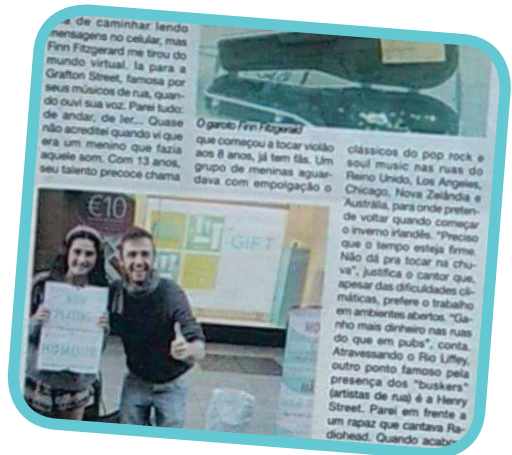 de caminhar lendo
mensagens no celular, mas
Finn Fitzgerard me tirou do
mundo virtual. Ia para a
Grafton Street, famosa por
seus músicos de rua, quan-
do ouvi sua voz. Parei tudo:
de andar, de ler... Quase
não acreditei quando vi que
era um menino que fazia
aquele som. Com 13 anos,
seu talento precoce chama
O garoto Finn Fitzgerald
que começou a tocar violão
aos 8 anos, já tem fãs. Um
grupo de meninas aguar-
dava com empolgação o
clássicos do pop rock e
soul music nas ruas do
Reino Unido, Los Angeles,
Chicago, Nova Zelândia e
Austrália, para onde preten-
de voltar quando começar
o inverno irlandês. "Preciso
que o tempo esteja firme.
Não dá pra tocar na chu-
va", justifica o cantor que,
apesar das dificuldades cli-
máticas, prefere o trabalho
em ambientes abertos. "Ga-
nho mais dinheiro nas ruas
do que em pubs", conta.
Atravessando o Rio Liffey,
outro ponto famoso pela
presença dos "buskers"
(artistas de rua) é a Henry
Street. Parei em frente a
um rapaz que cantava Ra-
diohead. Quando
€10
GIFT
NOW
PLAYING
HUMOUR